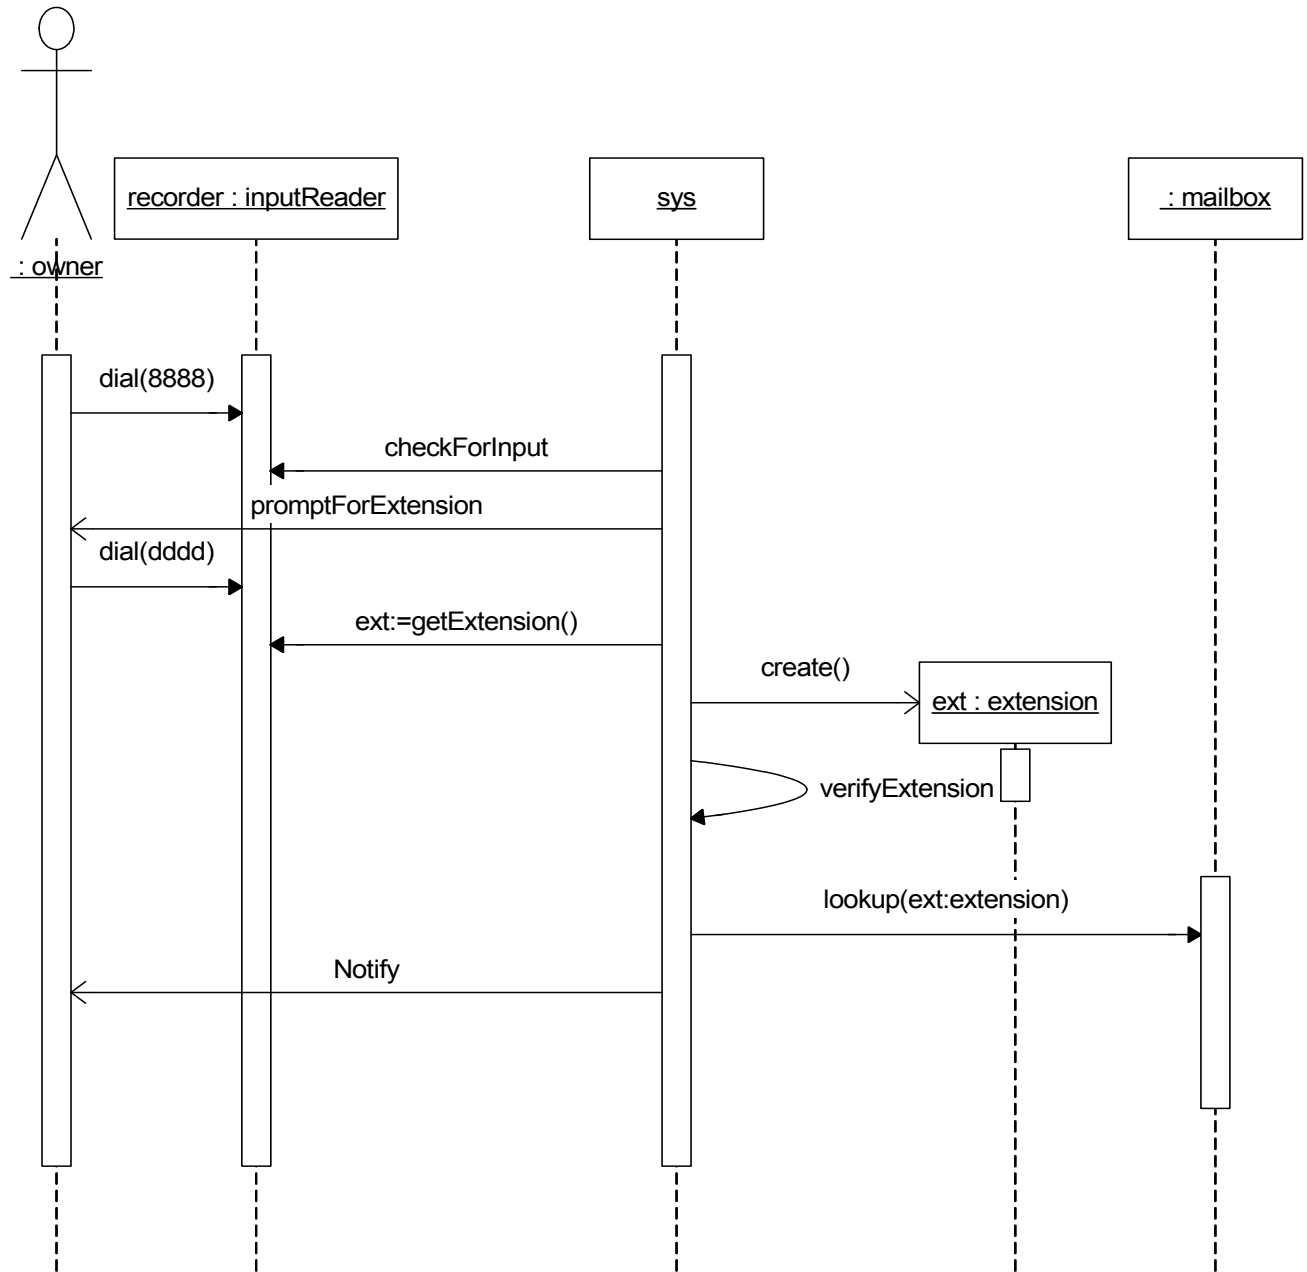 recorder : inputReader
sys
: mailbox
: owner
dial(8888)
checkForInput
promptForExtension
dial(dddd)
ext:=getExtension()
create()
ext : extension
verifyExtension
lookup(ext:extension)
Notify